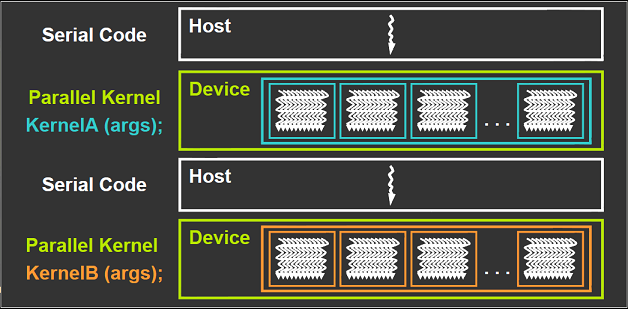 Serial Code
Host
Parallel Kernel
KernelA (args);
Device
. . .
Serial Code
Host
Parallel Kernel
KernelB (args);
Device
. . .